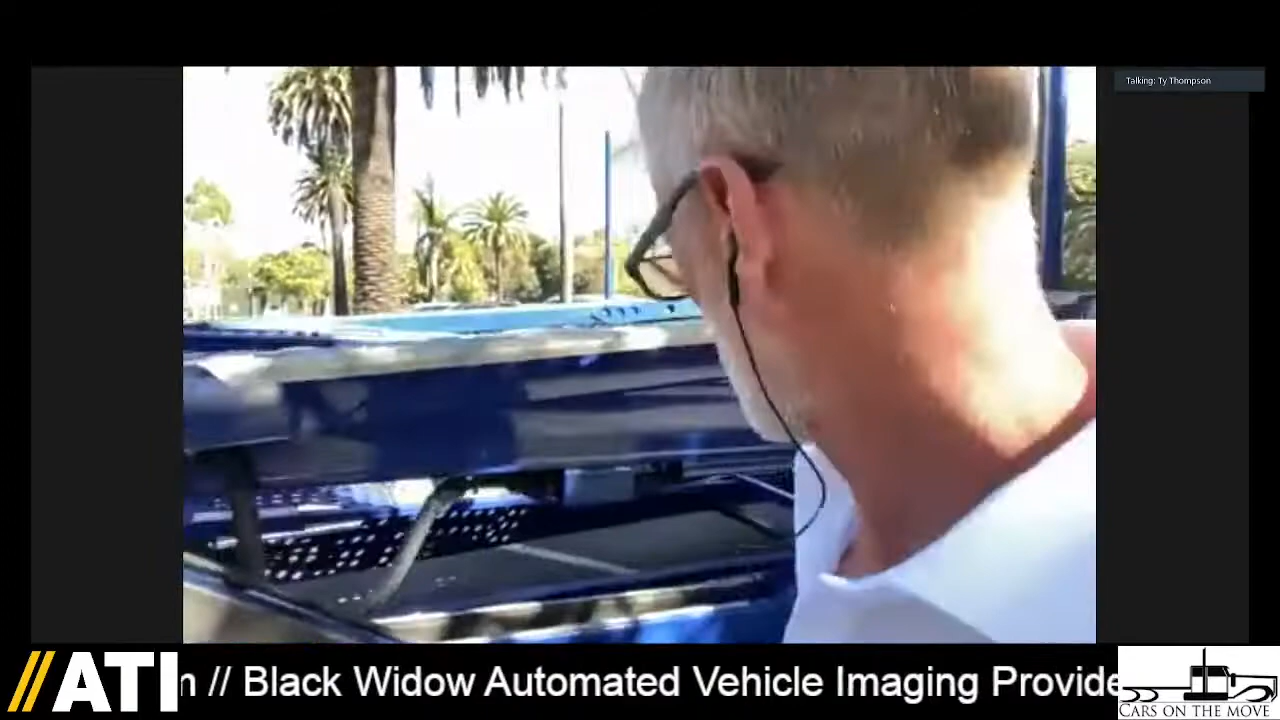 Talking: Ty Thompson
//ATI
m // Black Widow Automated Vehicle Imaging Provide
CARS ON THE MOVE